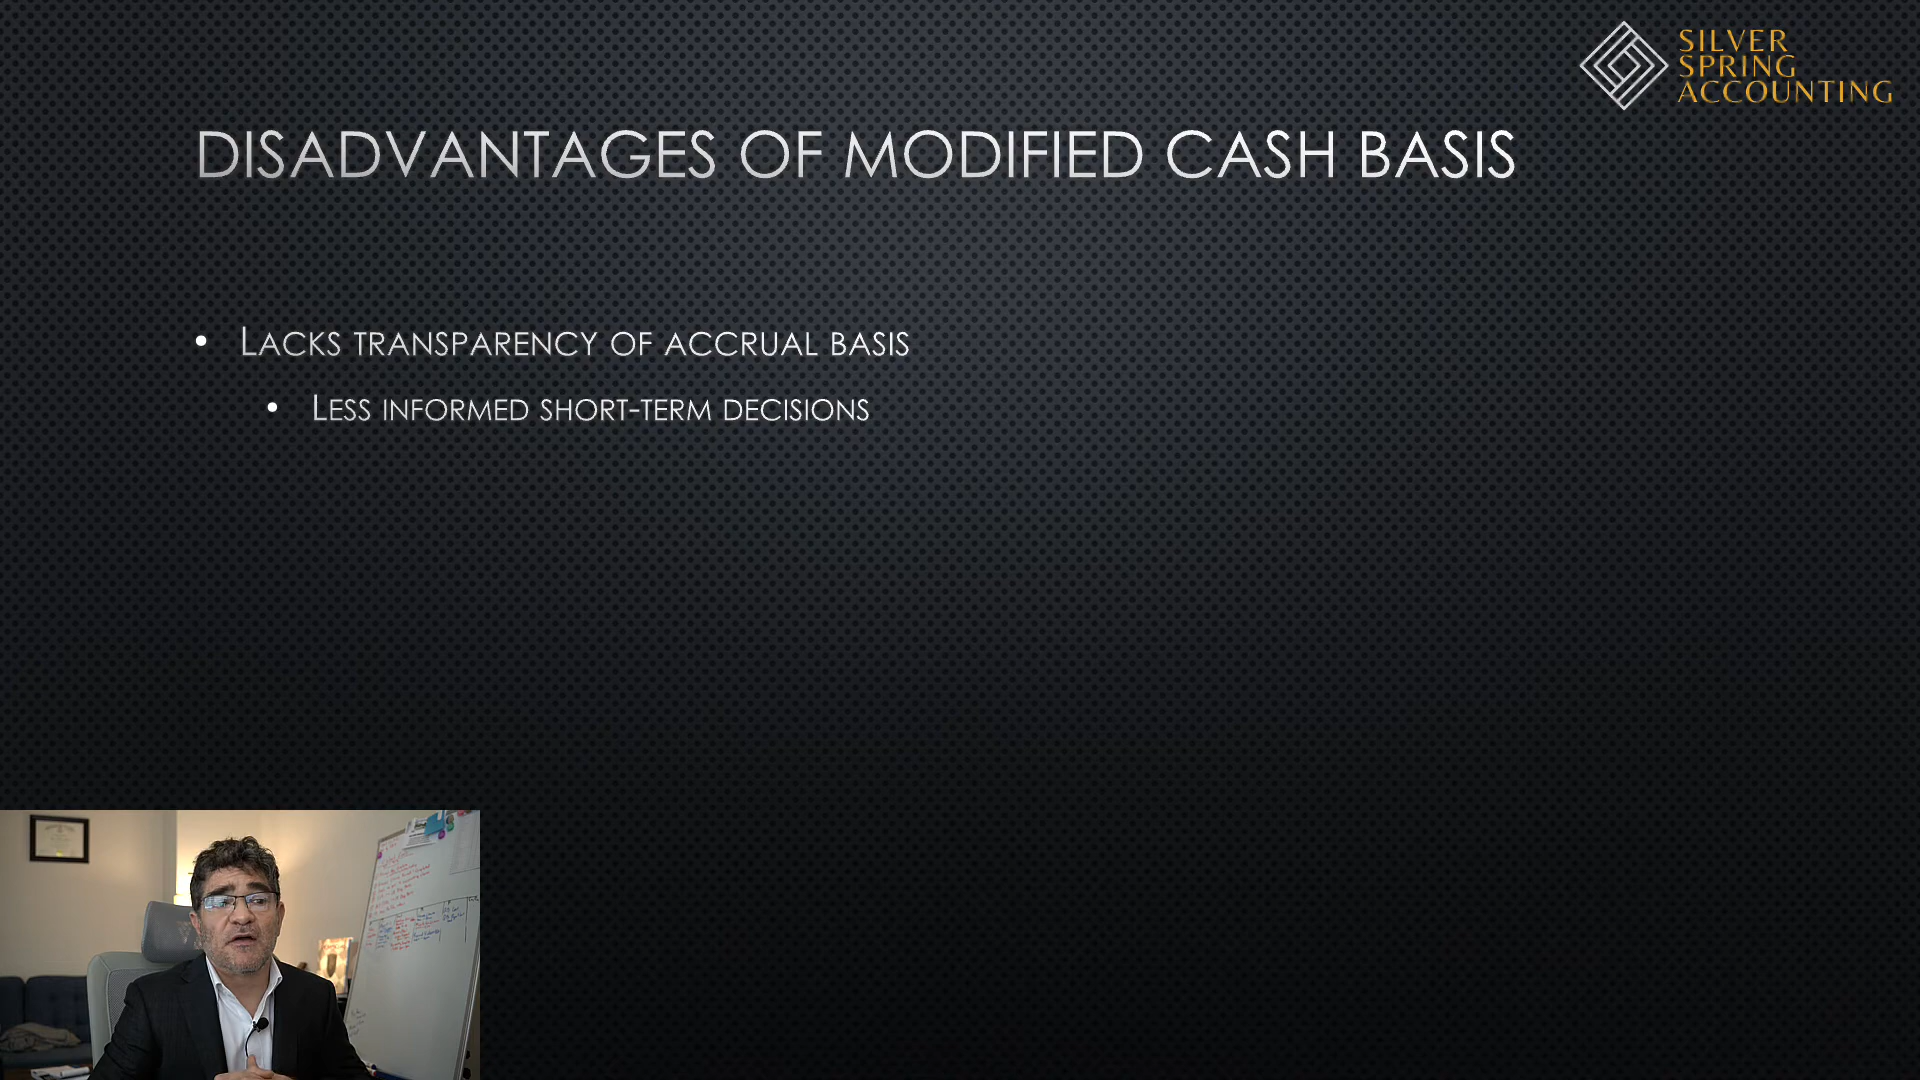 SILVER
SPRING
ACCOUNTING
DISADVANTAGES OF MODIFIED CASH BASIS
• LACKS TRANSPARENCY OF ACCRUAL BASIS
• LESS INFORMED SHORT-TERM DECISIONS